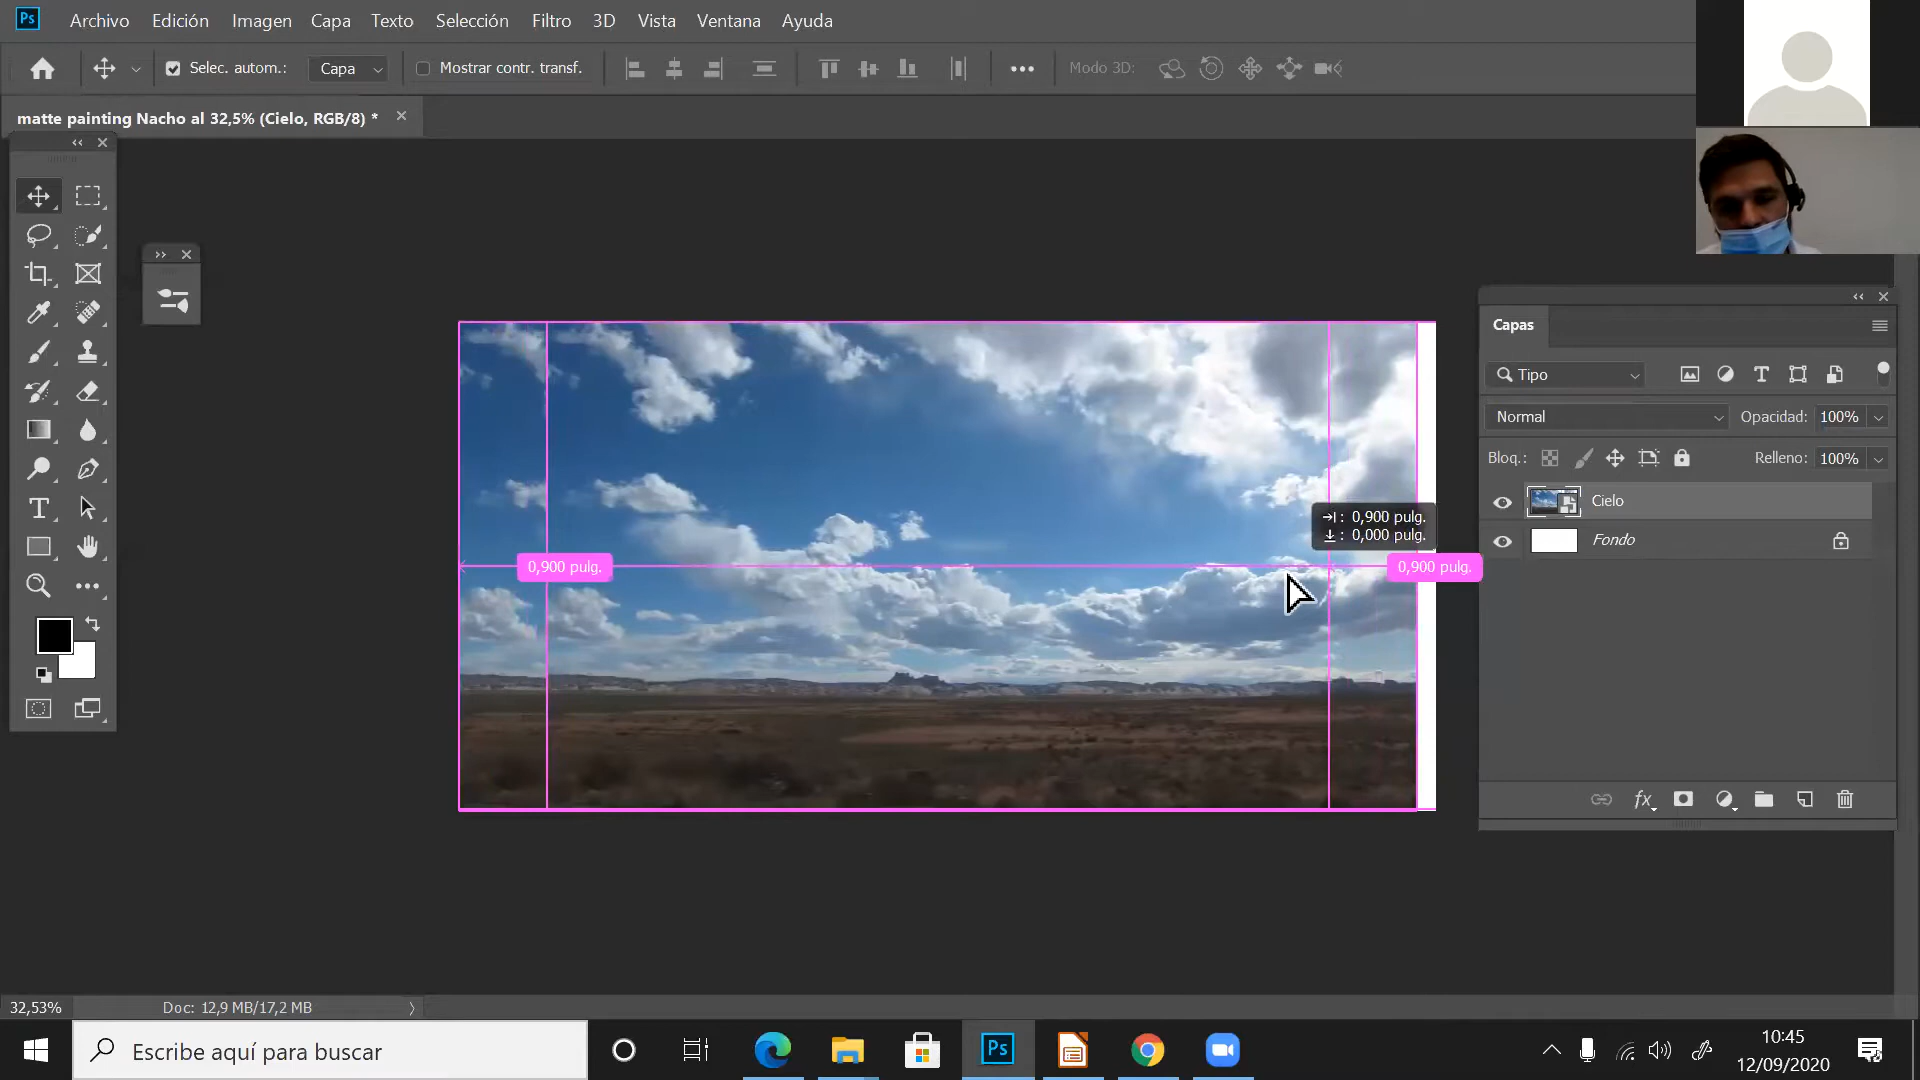 Ps
Archivo
Edición
Imagen
Capa
Texto
Selección
Filtro
3D
Vista
Ventana
Ayuda
Selec. autom.:
Capa
Mostrar contr. transf.
Modo 3D:
matte painting Nacho al 32,5% (Cielo, RGB/8) *
Capas
Tipo
Normal
Opacidad: 100%
Bloq.:
Relleno: 100%
Cielo
Fondo
: 0,900 pulg.
: 0,000 pulg.
0,900 pulg.
0,900 pulg.
T
fx
32,53%
Doc: 12,9 MB/17,2 MB
Escribe aquí para buscar
Ps
10:45
12/09/2020